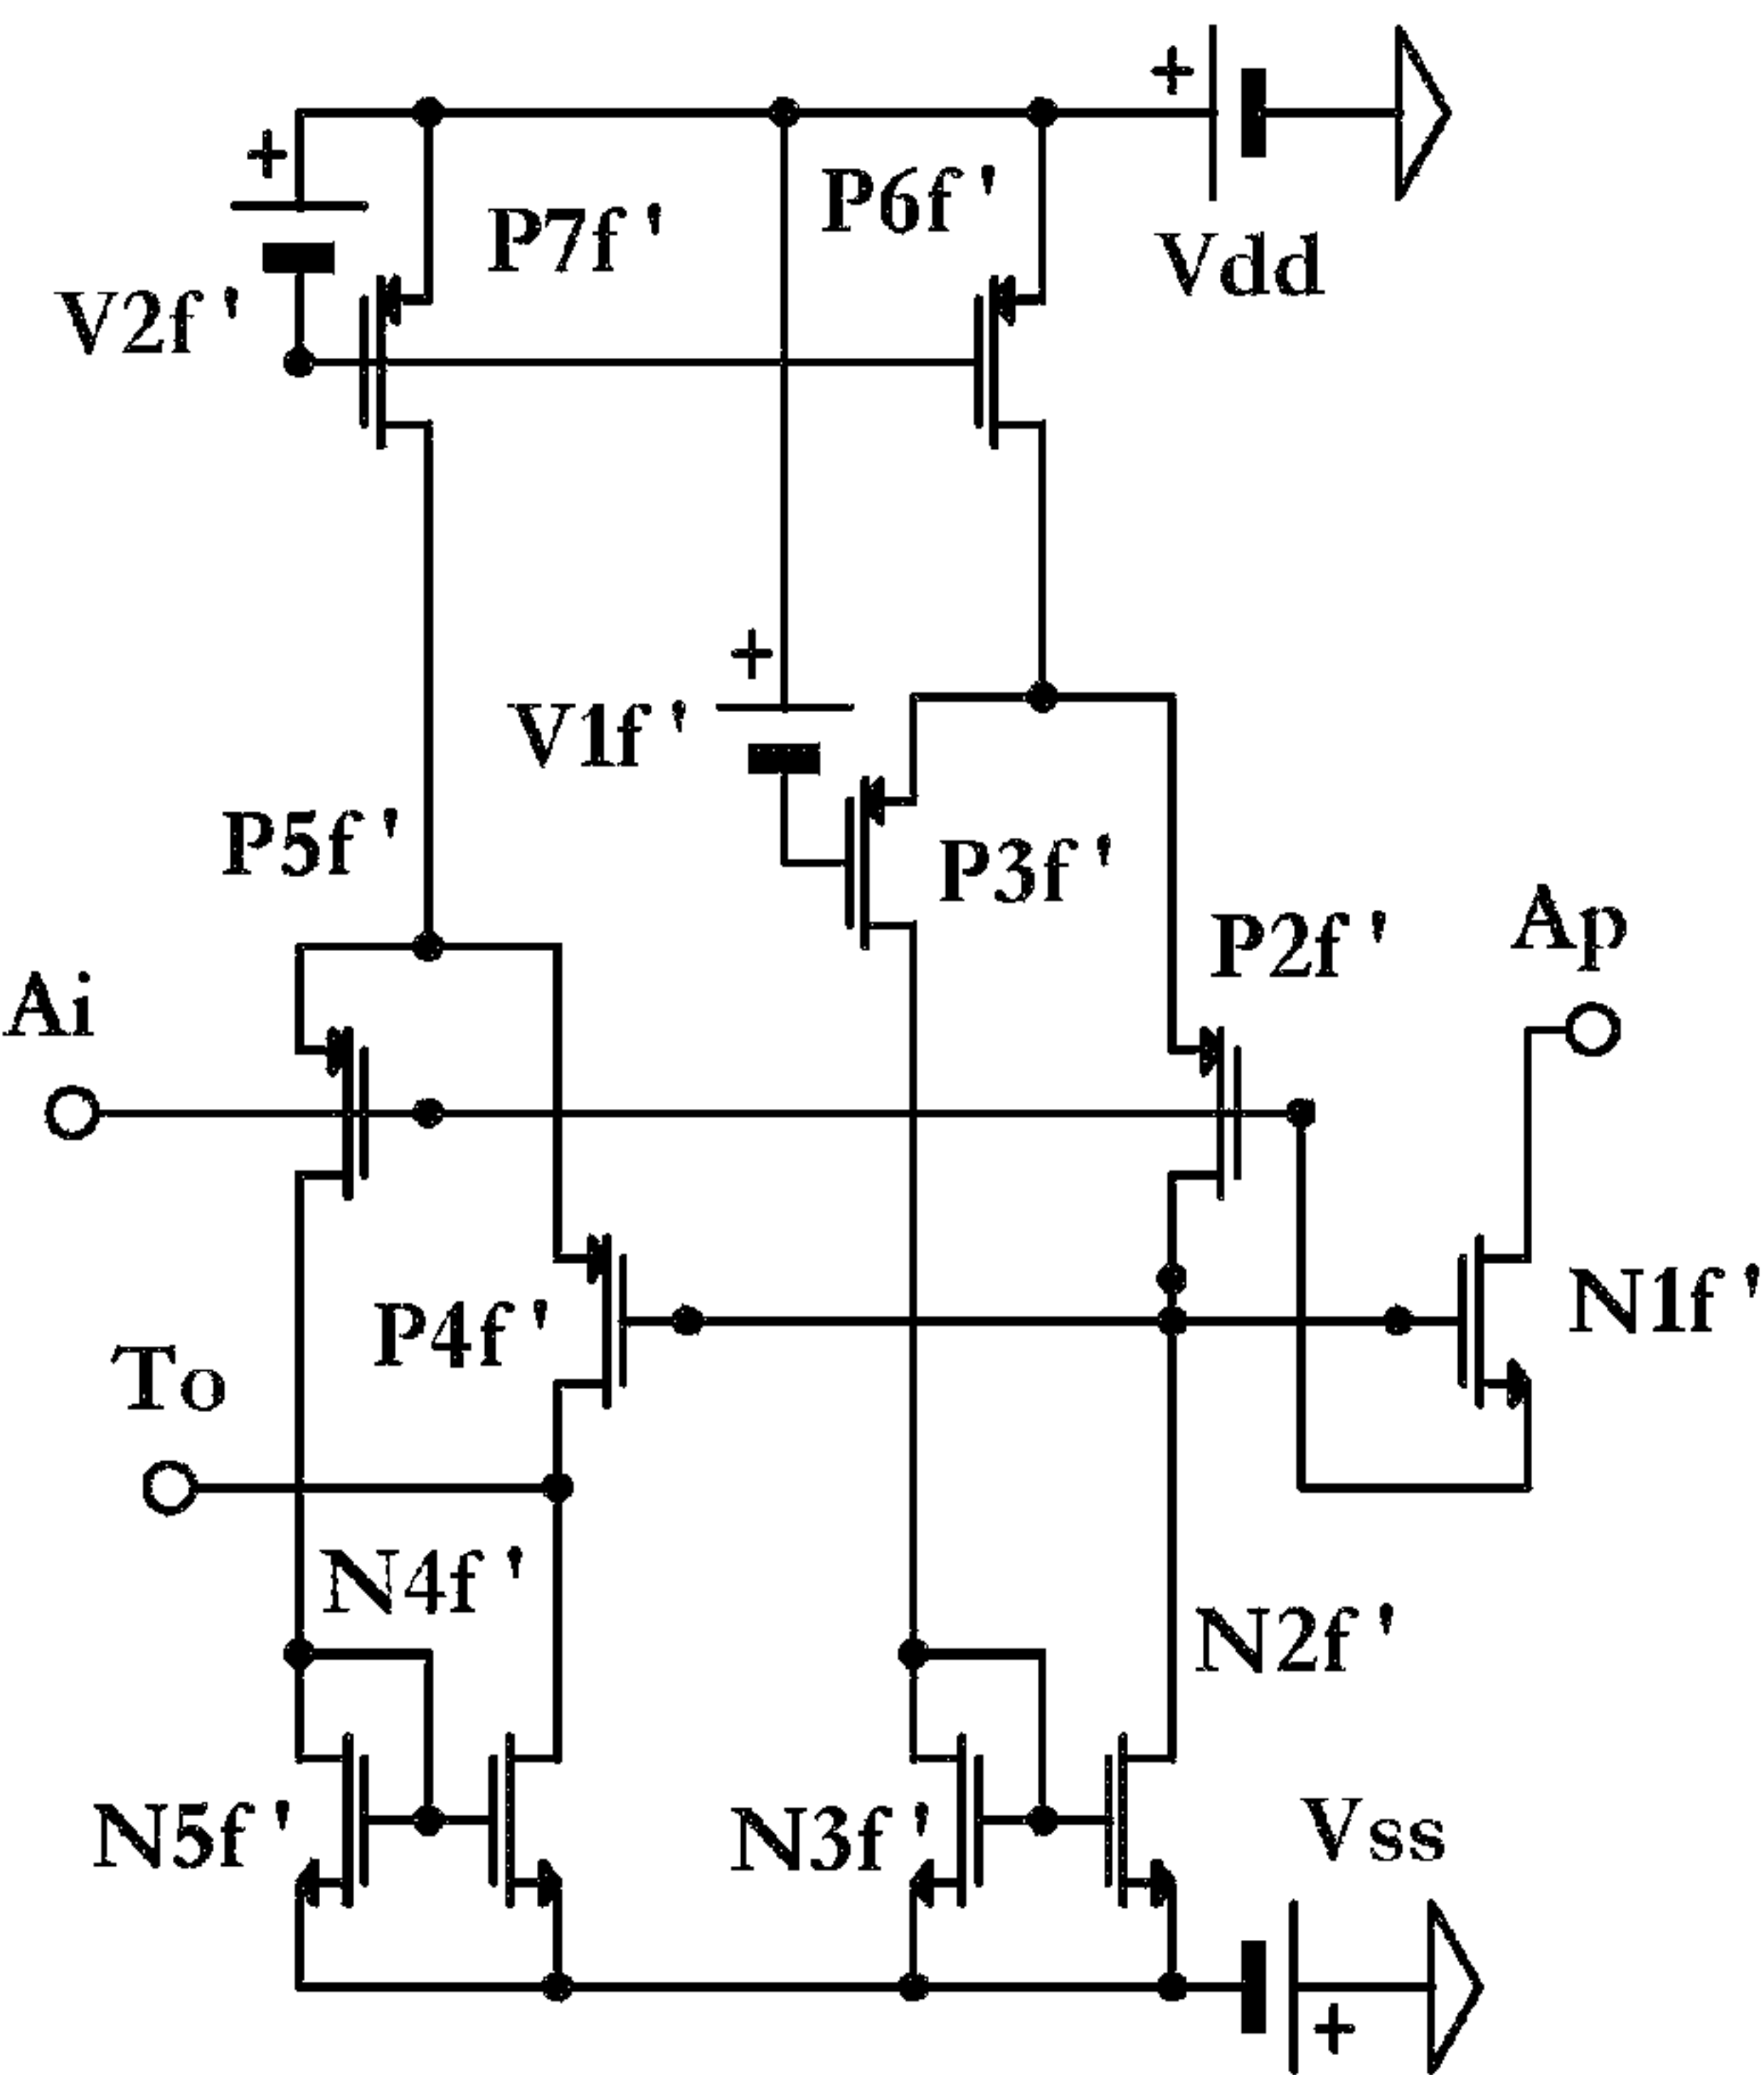 +
+
P6f '
P7f '
Vdd
V2f '
+
V1f '
P5f '
P3f '
Ap
P2f '
Ai
N1f '
P4f '
To
N4f '
N2f '
Vss
N5f '
N3f '
+